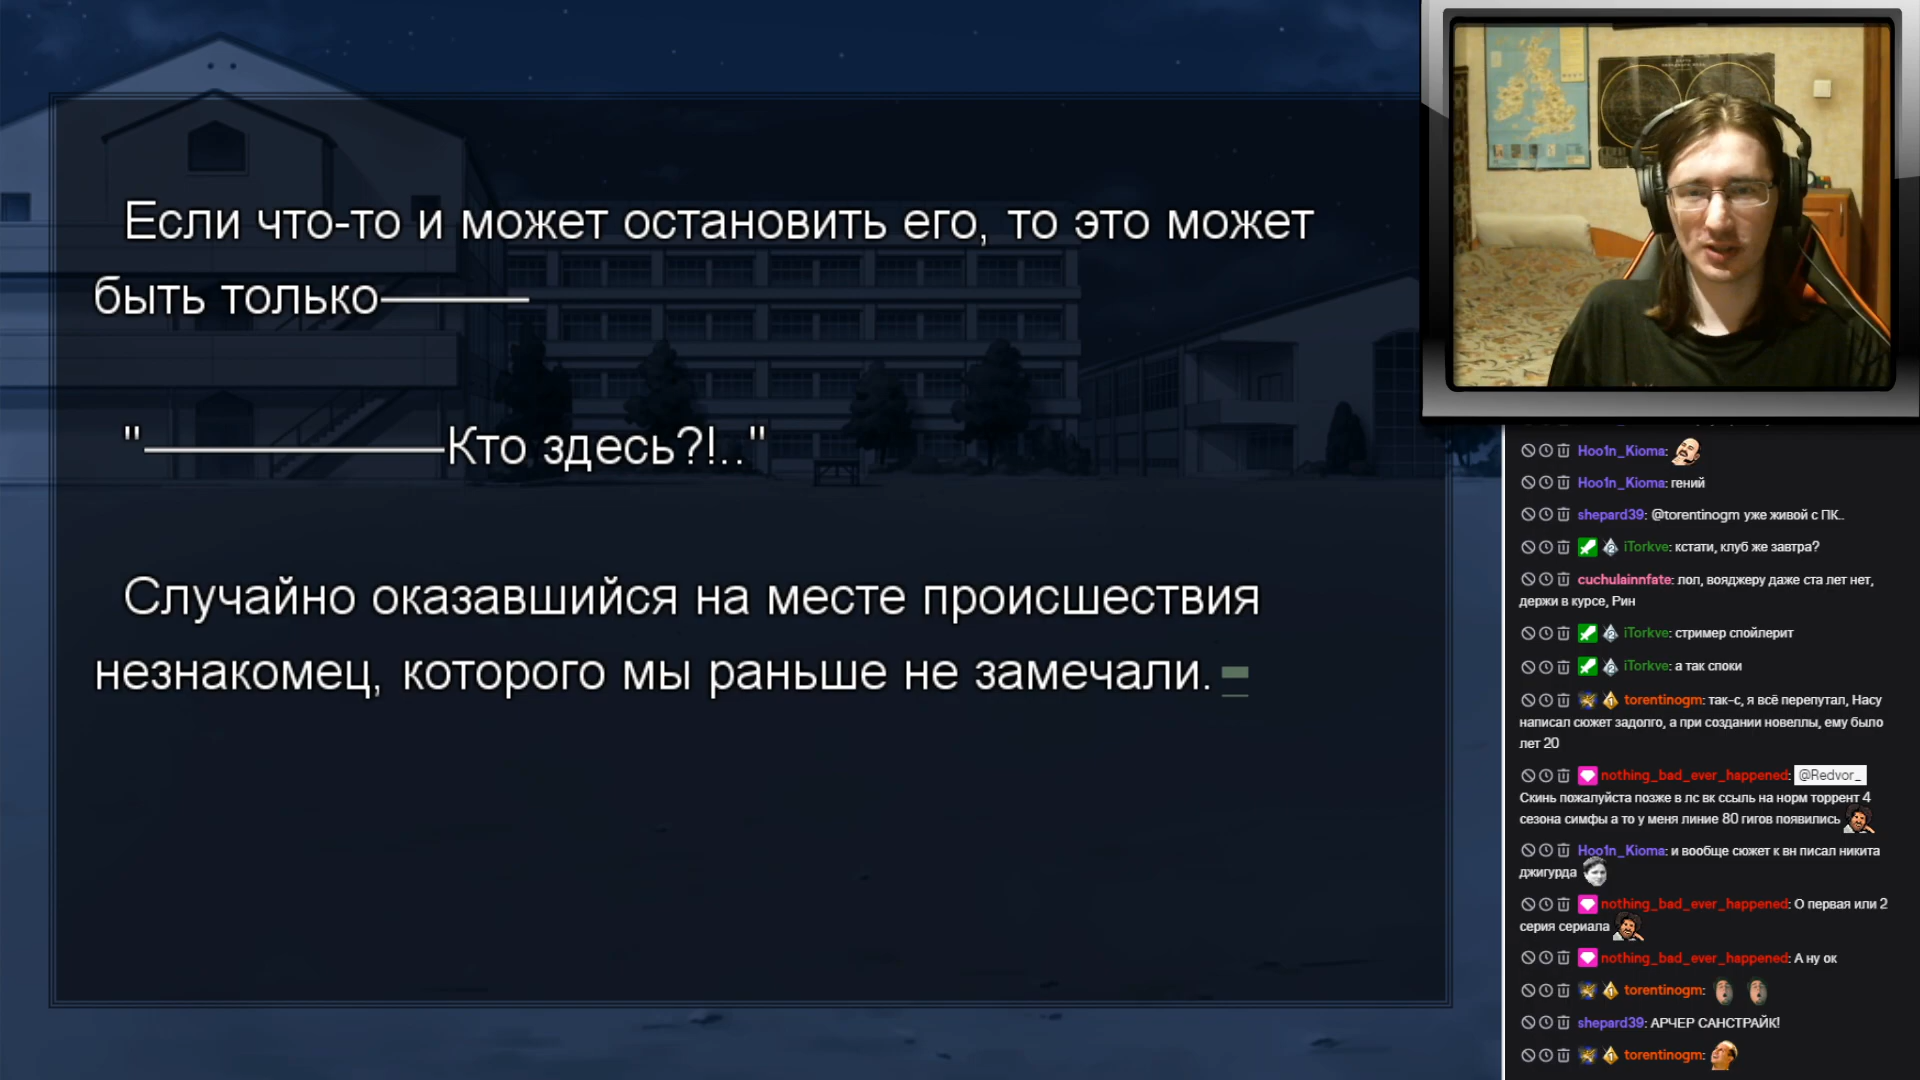 Если что-то и может остановить его, то это может
быть только————
"————————Кто здесь?!.."
Случайно оказавшийся на месте происшествия
незнакомец, которого мы раньше не замечали.
Hoo1n_Kioma:
Hoo1n_Kioma: гений
shepard39: @torentinogm уже живой с ПК..
iTorkve: кстати, клуб же завтра?
cuchulainnfate: лол, вояджеру даже ста лет нет,
держи в курсе, Рин
iTorkve: стример спойлерит
iTorkve: а так споки
torentinogm: так-с, я всё перепутал, Насу
написал сюжет задолго, а при создании новеллы, ему было
лет 20
nothing_bad_ever_happened: @Redvor_
Скинь пожалуйста позже в лс вк ссыль на норм торрент 4
сезона симфы а то у меня линие 80 гигов появились
Hoo1n_Kioma: и вообще сюжет к вн писал никита
джигурда
nothing_bad_ever_happened: О первая или 2
серия сериала
nothing_bad_ever_happened: А ну ок
torentinogm:
shepard39: АРЧЕР САНСТРАЙК!
torentinogm: